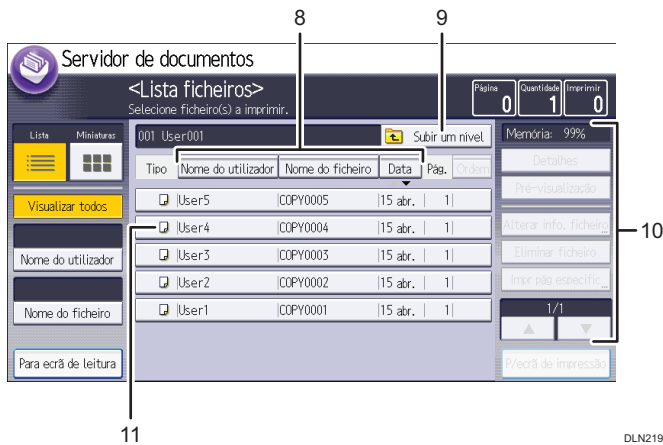 8
9
Servidor de documentos
<Lista ficheiros>
Selecione ficheiro(s) a imprimir.
Página
0
Quantidade
1
Imprimir
0
Lista
Miniaturas
001 User001
Subir um nível
Memória: 99%
Tipo Nome do utilizador Nome do ficheiro Data Pág. Ordem
Detalhes
Pré-visualização
Visualizar todos
User5 COPY0005 15 abr. 1
User4 COPY0004 15 abr. 1
User3 COPY0003 15 abr. 1
User2 COPY0002 15 abr. 1
User1 COPY0001 15 abr. 1
Alterar info. ficheiro
Eliminar ficheiro
Impr pág específic
10
Nome do utilizador
Nome do ficheiro
1/1
Para ecrã de leitura
P/ecrã de impressão
11
DLN219